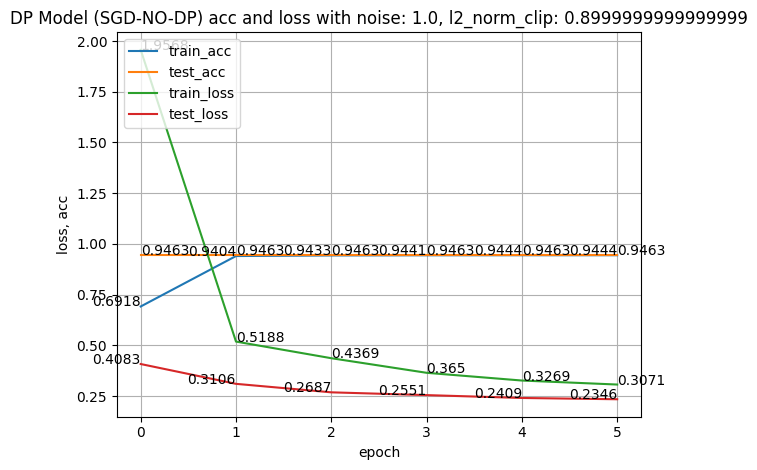 DP Model (SGD-NO-DP) acc and loss with noise: 1.0, l2_norm_clip: 0.8999999999999999
2.00
1.9568
train_acc
test_acc
train_loss
test_loss
1.75
1.50
1.25
1.00
0.9463 0.9404 0.9463 0.9433 0.9463 0.9441 0.9463 0.9444 0.9463 0.9444 0.9463
0.75
0.6918
0.50
0.5188
0.4369
0.365
0.3269
0.3071
0.4083
0.3106
0.2687
0.2551
0.2409
0.2346
0.25
loss, acc
0 1 2 3 4 5
epoch